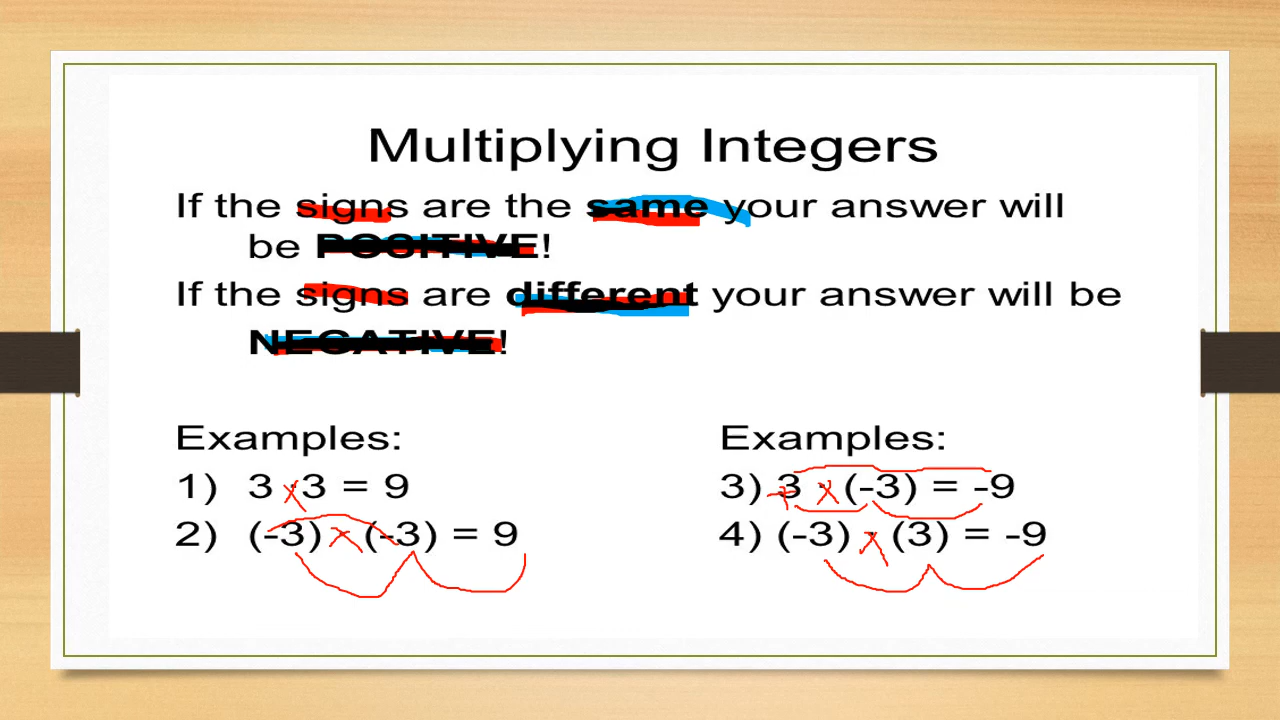 Multiplying Integers
If the signs are the same your answer will
be POSITIVE!
If the signs are different your answer will be
NEGATIVE!
Examples:
1) 3 · 3 = 9
2) (-3) · (-3) = 9
Examples:
3) 3 · (-3) = -9
4) (-3) · (3) = -9